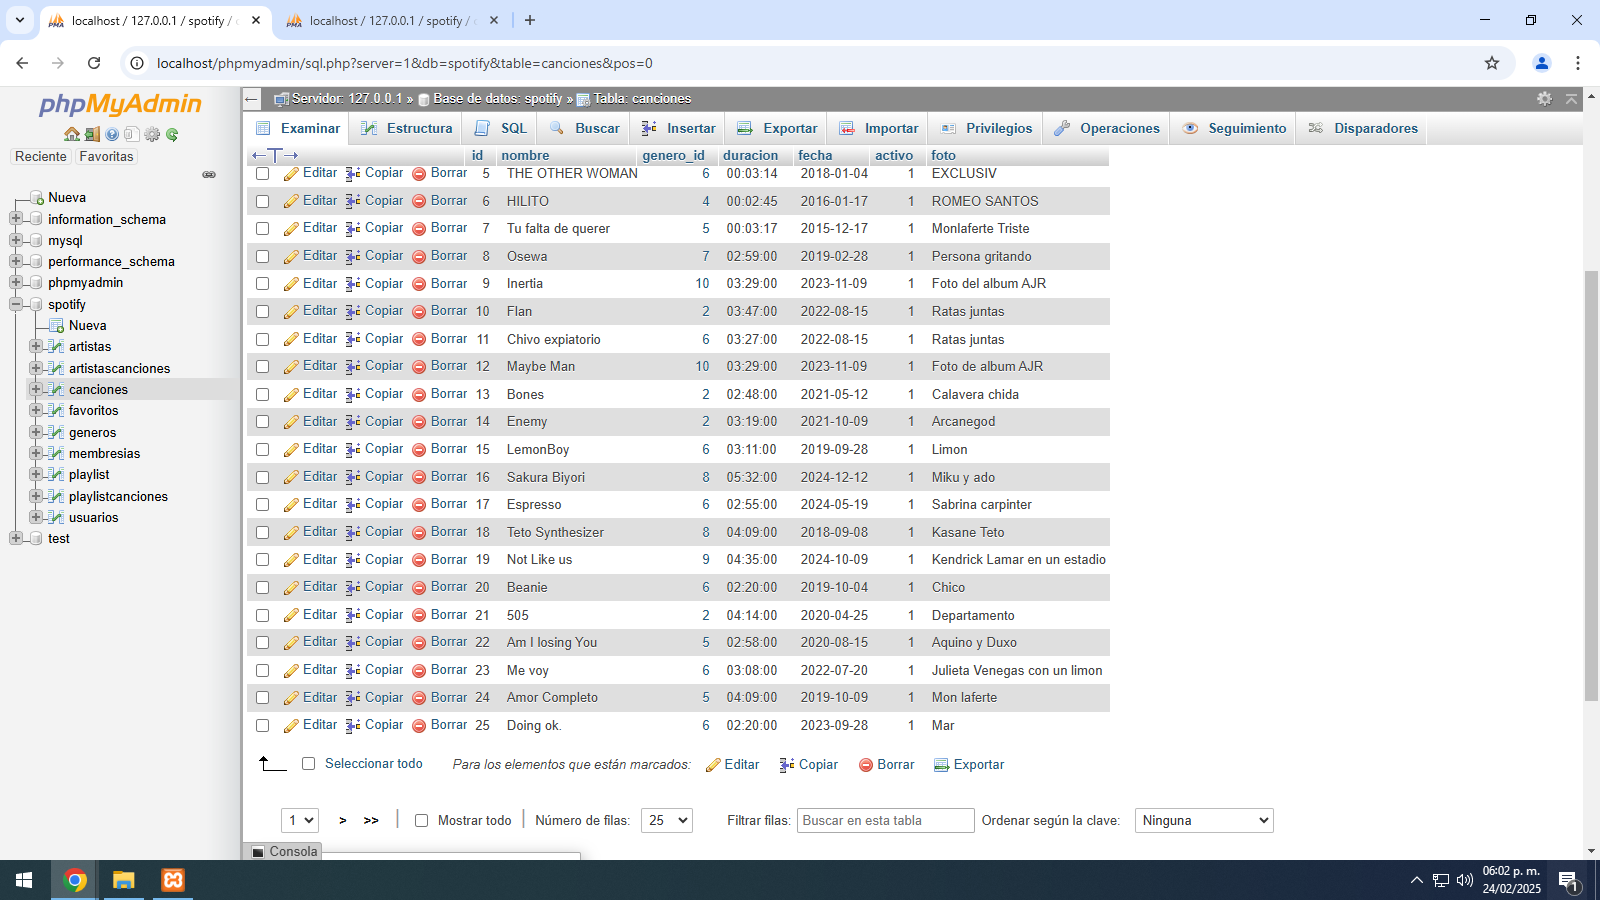 localhost / 127.0.0.1 / spotify / c
localhost / 127.0.0.1 / spotify / c
localhost/phpmyadmin/sql.php?server=1&db=spotify&table=canciones&pos=0
phpMyAdmin
Reciente Favoritas
Nueva
information_schema
mysql
performance_schema
phpmyadmin
spotify
Nueva
artistas
artistascanciones
canciones
favoritos
generos
membresias
playlist
playlistcanciones
usuarios
test
Servidor: 127.0.0.1 » Base de datos: spotify » Tabla: canciones
Examinar Estructura SQL Buscar Insertar Exportar Importar Privilegios Operaciones Seguimiento Disparadores
id nombre genero_id duracion fecha activo foto
Editar Copiar Borrar 5 THE OTHER WOMAN 6 00:03:14 2018-01-04 1 EXCLUSIV
Editar Copiar Borrar 6 HILITO 4 00:02:45 2016-01-17 1 ROMEO SANTOS
Editar Copiar Borrar 7 Tu falta de querer 5 00:03:17 2015-12-17 1 Monlaferte Triste
Editar Copiar Borrar 8 Osewa 7 02:59:00 2019-02-28 1 Persona gritando
Editar Copiar Borrar 9 Inertia 10 03:29:00 2023-11-09 1 Foto del album AJR
Editar Copiar Borrar 10 Flan 2 03:47:00 2022-08-15 1 Ratas juntas
Editar Copiar Borrar 11 Chivo expiatorio 6 03:27:00 2022-08-15 1 Ratas juntas
Editar Copiar Borrar 12 Maybe Man 10 03:29:00 2023-11-09 1 Foto de album AJR
Editar Copiar Borrar 13 Bones 2 02:48:00 2021-05-12 1 Calavera chida
Editar Copiar Borrar 14 Enemy 2 03:19:00 2021-10-09 1 Arcanegod
Editar Copiar Borrar 15 LemonBoy 6 03:11:00 2019-09-28 1 Limon
Editar Copiar Borrar 16 Sakura Biyori 8 05:32:00 2024-12-12 1 Miku y ado
Editar Copiar Borrar 17 Espresso 6 02:55:00 2024-05-19 1 Sabrina carpinter
Editar Copiar Borrar 18 Teto Synthesizer 8 04:09:00 2018-09-08 1 Kasane Teto
Editar Copiar Borrar 19 Not Like us 9 04:35:00 2024-10-09 1 Kendrick Lamar en un estadio
Editar Copiar Borrar 20 Beanie 6 02:20:00 2019-10-04 1 Chico
Editar Copiar Borrar 21 505 2 04:14:00 2020-04-25 1 Departamento
Editar Copiar Borrar 22 Am I losing You 5 02:58:00 2020-08-15 1 Aquino y Duxo
Editar Copiar Borrar 23 Me voy 6 03:08:00 2022-07-20 1 Julieta Venegas con un limon
Editar Copiar Borrar 24 Amor Completo 5 04:09:00 2019-10-09 1 Mon laferte
Editar Copiar Borrar 25 Doing ok. 6 02:20:00 2023-09-28 1 Mar
Seleccionar todo Para los elementos que están marcados: Editar Copiar Borrar Exportar
1 > >> Mostrar todo Número de filas: 25 Filtrar filas: Buscar en esta tabla Ordenar según la clave: Ninguna
Consola
06:02 p. m.
24/02/2025
1